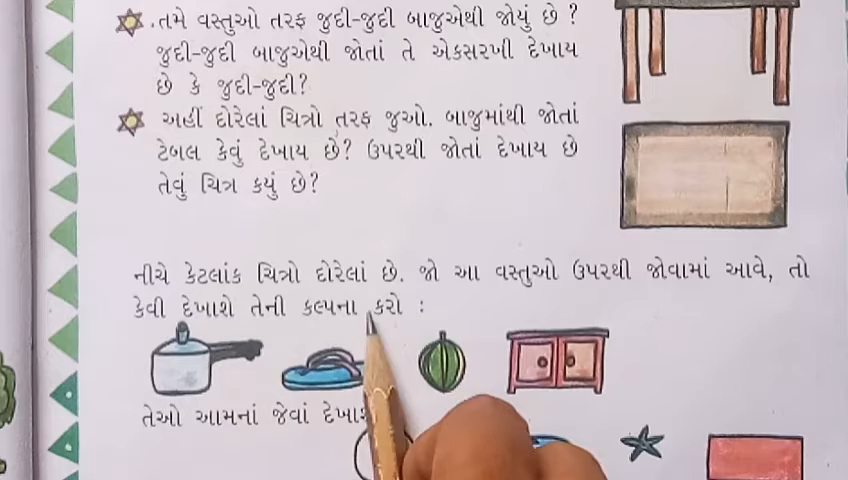 .તમે વસ્તુઓ તરફ જુદી-જુદી બાજુએથી જોયું છે ?
જુદી-જુદી બાજુએથી જોતાં તે એકસરખી દેખાય
છે કે જુદી-જુદી?
અહીં દોરેલાં ચિત્રો તરફ જુઓ. બાજુમાંથી જોતાં
ટેબલ કેવું દેખાય છે? ઉપરથી જોતાં દેખાય છે
તેવું ચિત્ર કયું છે?
નીચે કેટલાંક ચિત્રો દોરેલાં છે. જો આ વસ્તુઓ ઉપરથી જોવામાં આવે, તો
કેવી દેખાશે તેની કલ્પના કરો :
તેઓ આમનાં જેવાં